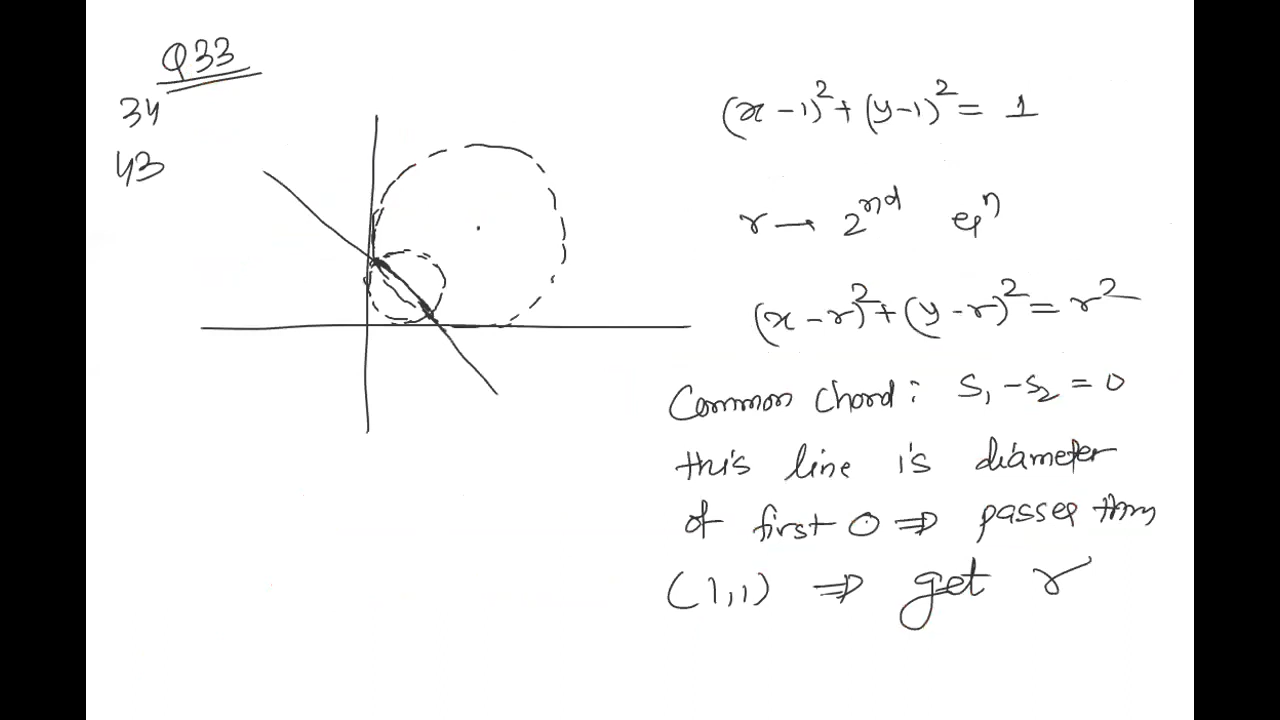 Q33
34
43
(x-1)² + (y-1)² = 1
r → 2nd eqn
(x-r)² + (y-r)² = r²
Common chord: S₁ - S₂ = 0
this line is diameter
of first O ⇒ passes thru
(1,1) ⇒ get r